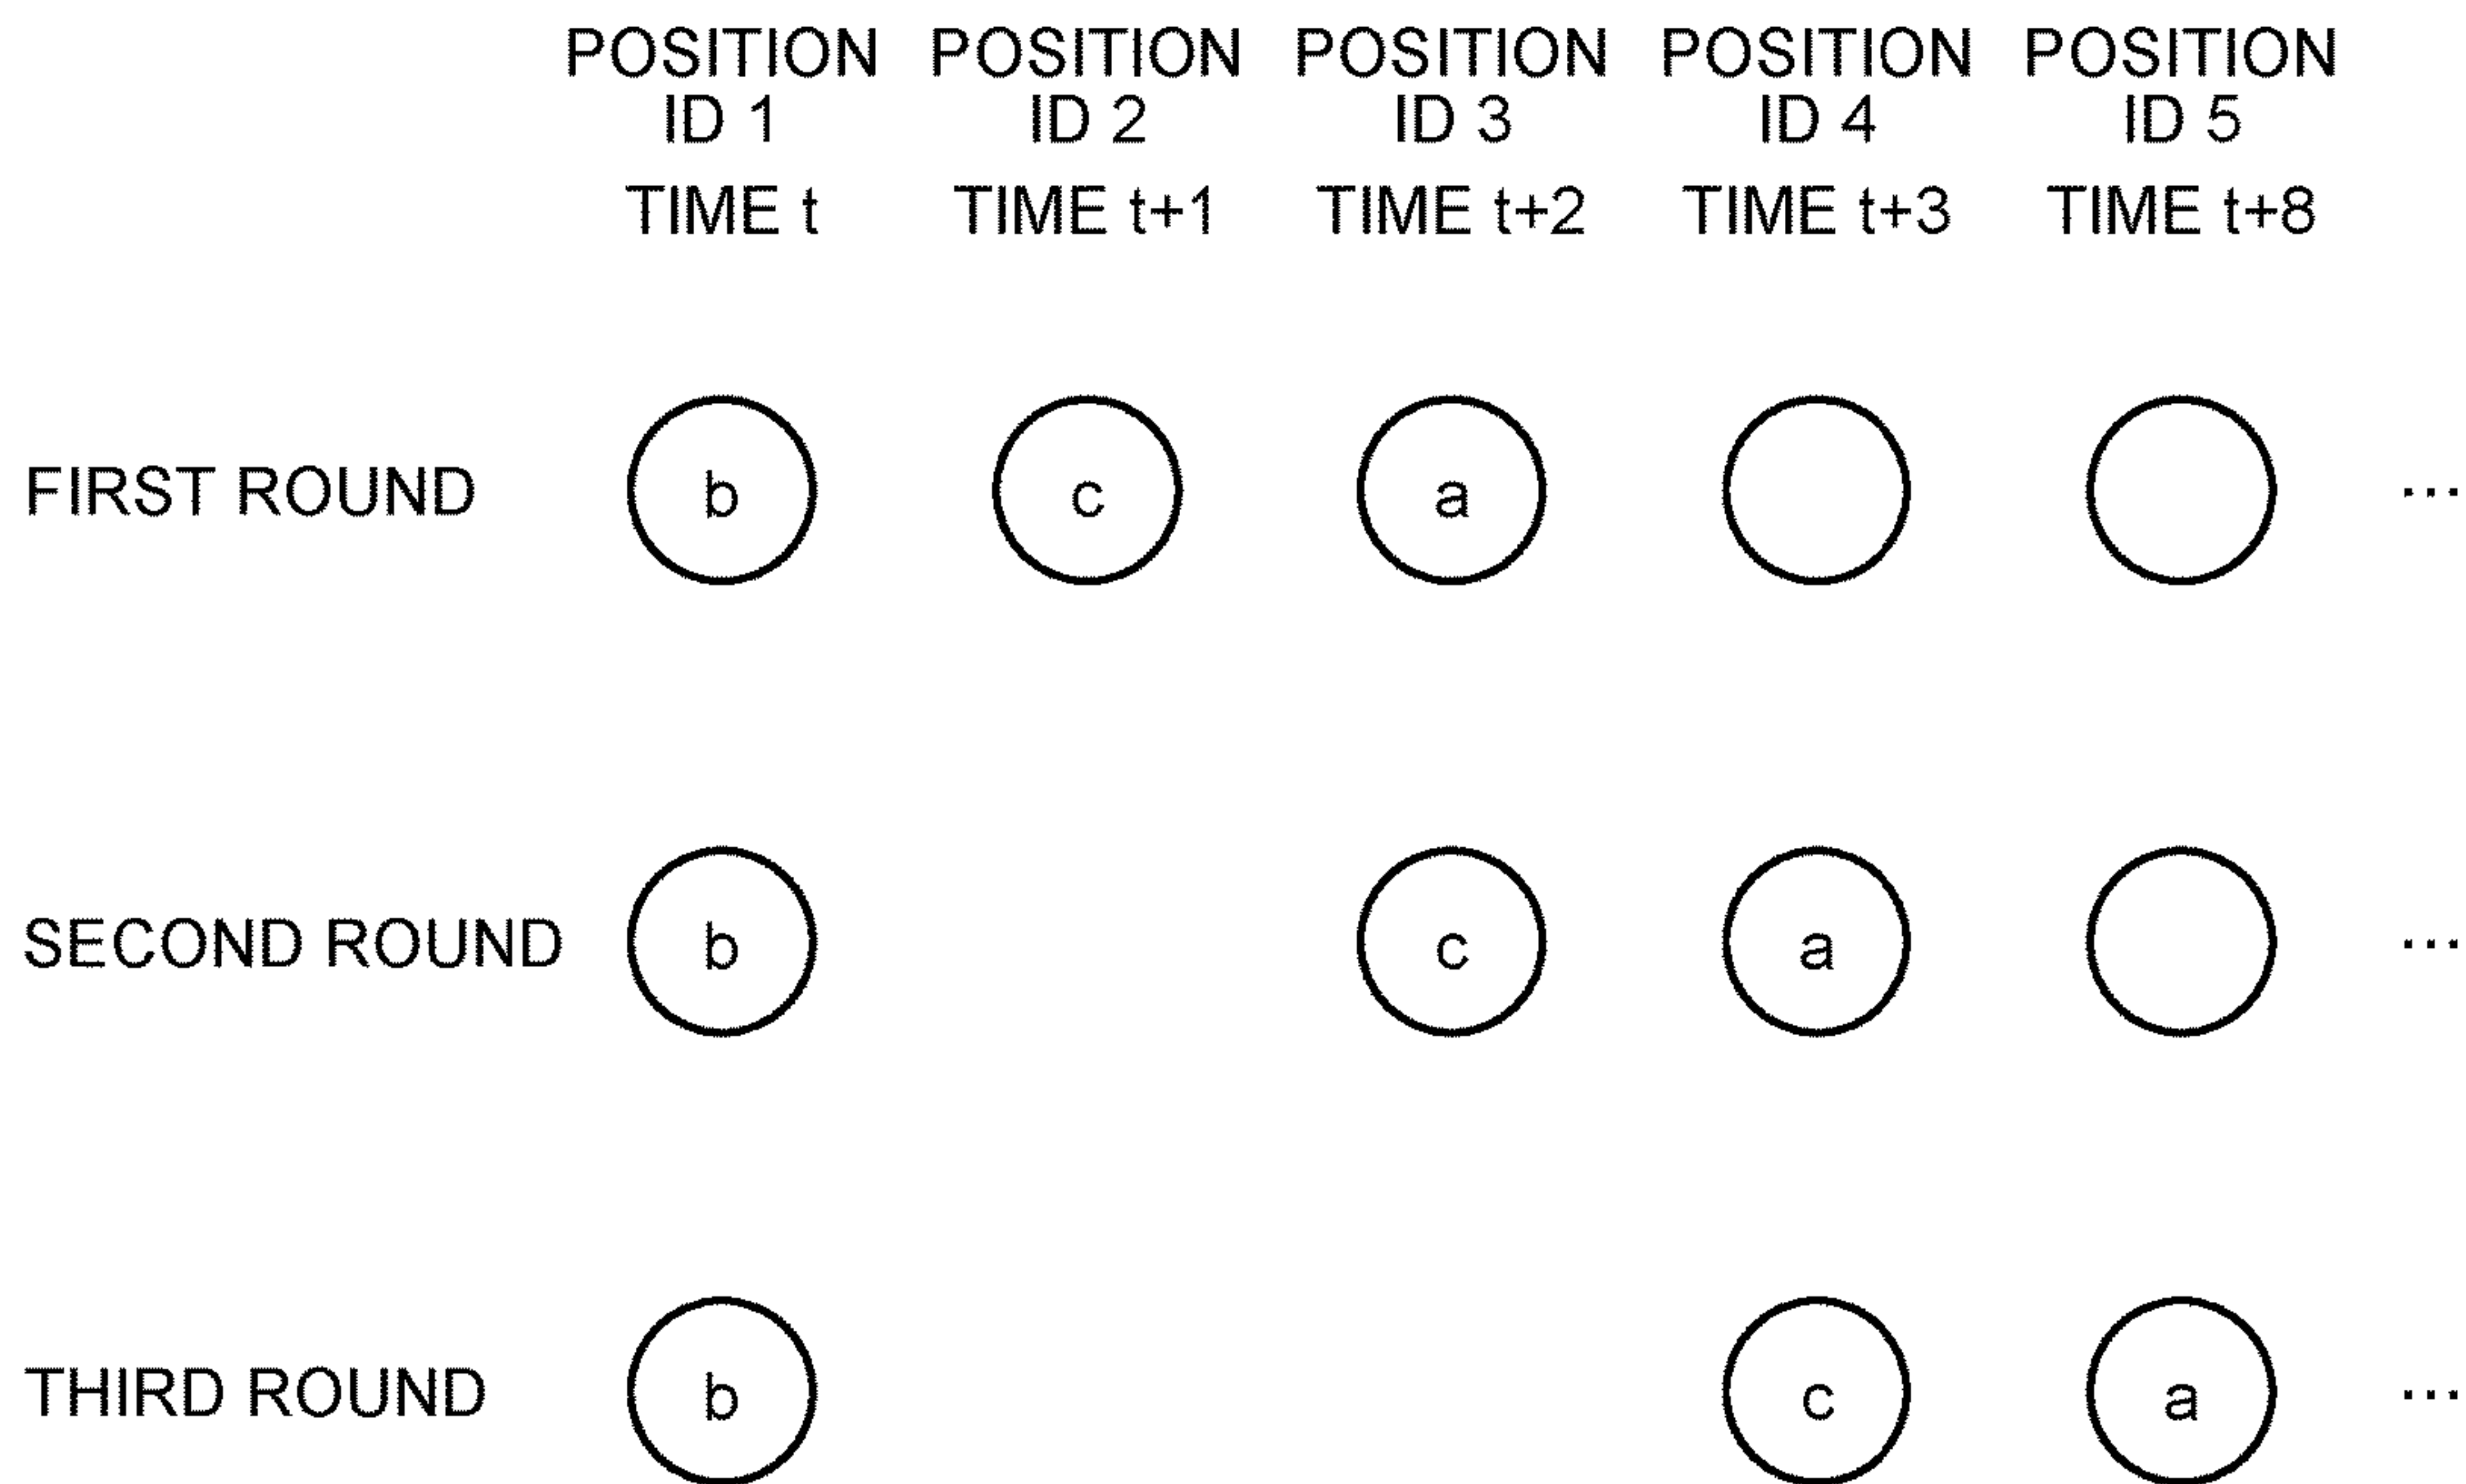 POSITION POSITION POSITION POSITION POSITION
ID 1 ID 2 ID 3 ID 4 ID 5
TIME t TIME t+1 TIME t+2 TIME t+3 TIME t+8
FIRST ROUND b c a ...
SECOND ROUND b c a ...
THIRD ROUND b c a ...